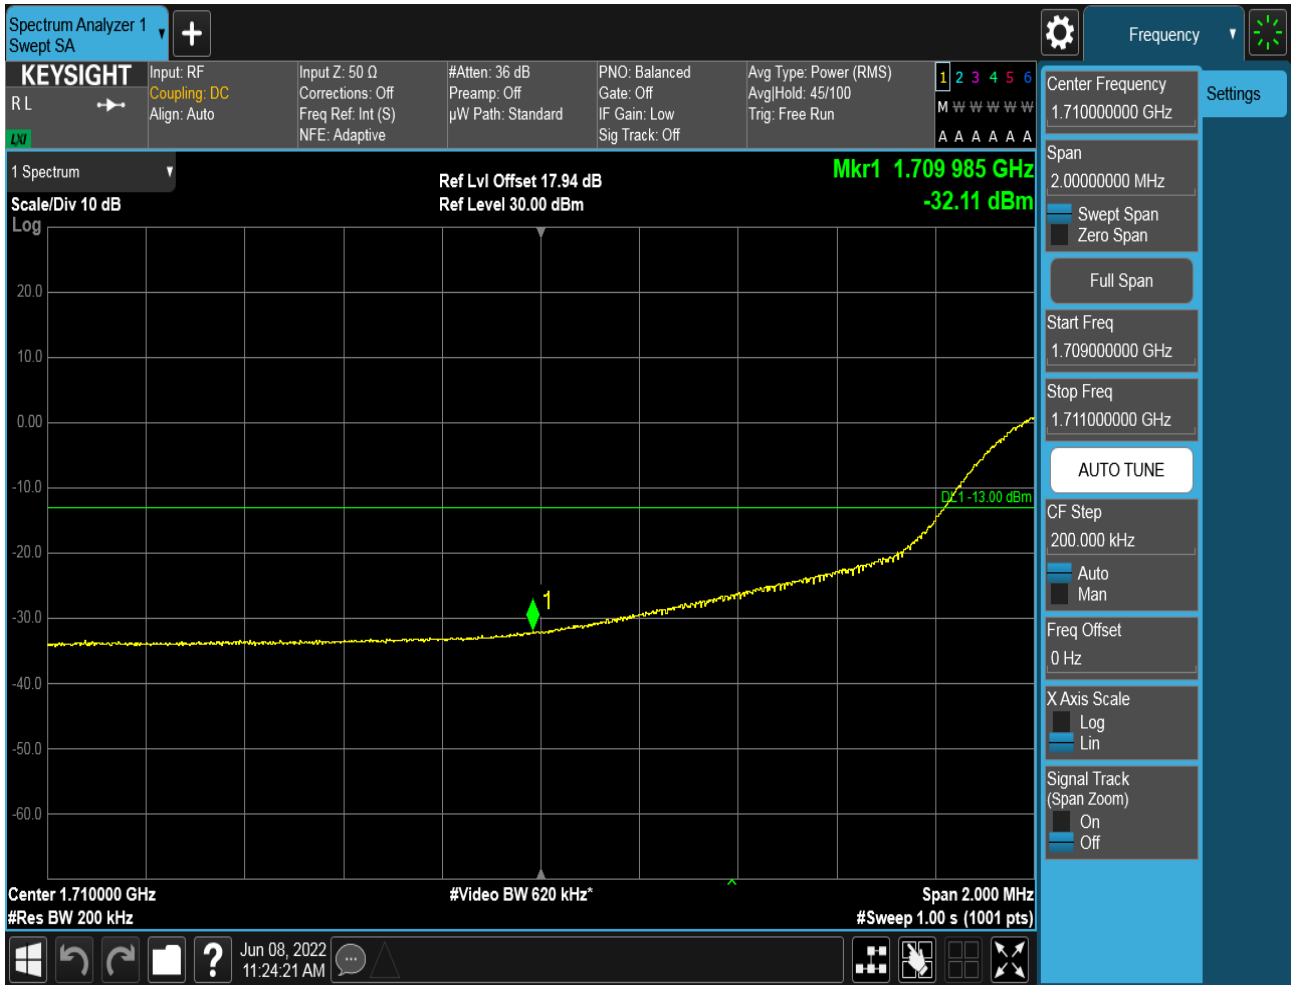 Spectrum Analyzer 1
Swept SA
Frequency
KEYSIGHT
R L
LXI
Input: RF
Coupling: DC
Align: Auto
Input Z: 50 Ω
Corrections: Off
Freq Ref: Int (S)
NFE: Adaptive
#Atten: 36 dB
Preamp: Off
µW Path: Standard
PNO: Balanced
Gate: Off
IF Gain: Low
Sig Track: Off
Avg Type: Power (RMS)
Avg|Hold: 45/100
Trig: Free Run
1 2 3 4 5 6
M W W W W W
A A A A A A
1 Spectrum
Scale/Div 10 dB
Log
Ref Lvl Offset 17.94 dB
Ref Level 30.00 dBm
Mkr1 1.709 985 GHz
-32.11 dBm
20.0
10.0
0.00
-10.0
-20.0
-30.0
-40.0
-50.0
-60.0
DL1 -13.00 dBm
1
Center 1.710000 GHz
#Res BW 200 kHz
#Video BW 620 kHz*
Span 2.000 MHz
#Sweep 1.00 s (1001 pts)
Jun 08, 2022
11:24:21 AM
Settings
Center Frequency
1.710000000 GHz
Span
2.00000000 MHz
Swept Span
Zero Span
Full Span
Start Freq
1.709000000 GHz
Stop Freq
1.711000000 GHz
AUTO TUNE
CF Step
200.000 kHz
Auto
Man
Freq Offset
0 Hz
X Axis Scale
Log
Lin
Signal Track
(Span Zoom)
On
Off